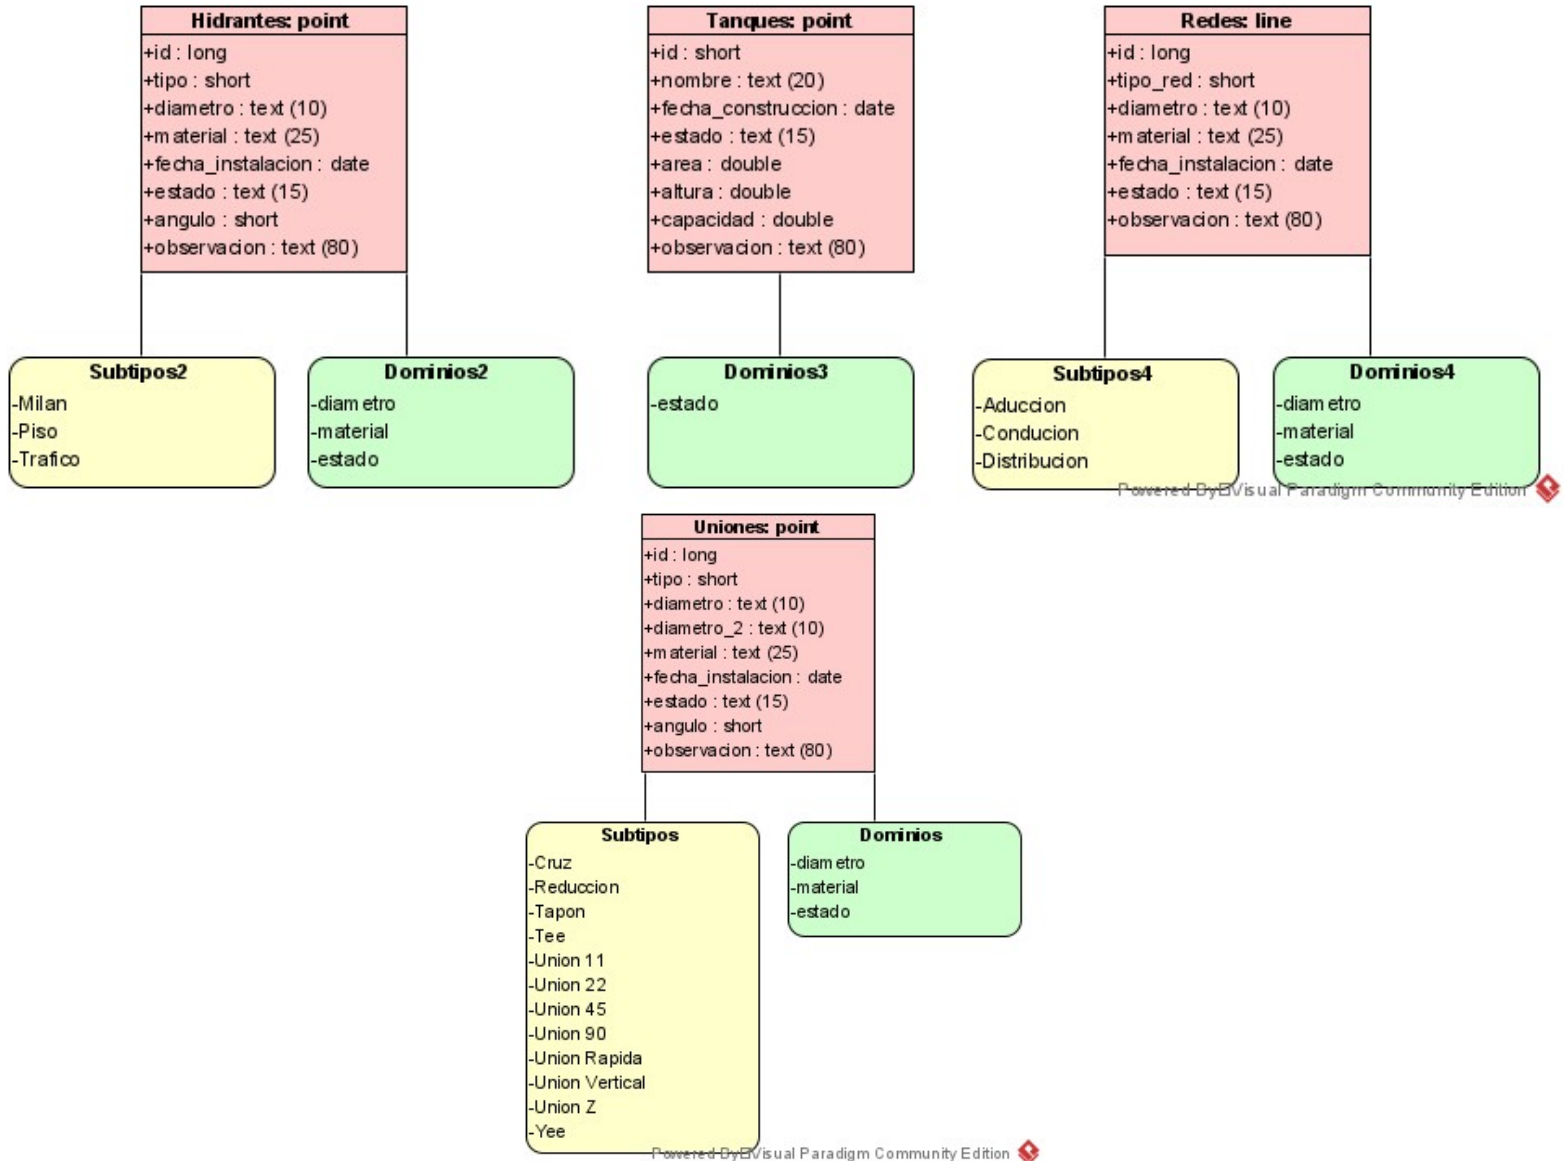 Hidrantes: point
+id : long
+tipo : short
+diametro : text (10)
+material : text (25)
+fecha_instalacion : date
+estado : text (15)
+angulo : short
+observacion : text (80)
Subtipos2
-Milan
-Piso
-Trafico
Dominios2
-diametro
-material
-estado
Tanques: point
+id : short
+nombre : text (20)
+fecha_construccion : date
+estado : text (15)
+area : double
+altura : double
+capacidad : double
+observacion : text (80)
Dominios3
-estado
Redes: line
+id : long
+tipo_red : short
+diametro : text (10)
+material : text (25)
+fecha_instalacion : date
+estado : text (15)
+observacion : text (80)
Subtipos4
-Aduccion
-Conducion
-Distribucion
Dominios4
-diametro
-material
-estado
Powered By Visual Paradigm Community Edition
Uniones: point
+id : long
+tipo : short
+diametro : text (10)
+diametro_2 : text (10)
+material : text (25)
+fecha_instalacion : date
+estado : text (15)
+angulo : short
+observacion : text (80)
Subtipos
-Cruz
-Reduccion
-Tapon
-Tee
-Union 11
-Union 22
-Union 45
-Union 90
-Union Rapida
-Union Vertical
-Union Z
-Yee
Dominios
-diametro
-material
-estado
Powered By Visual Paradigm Community Edition